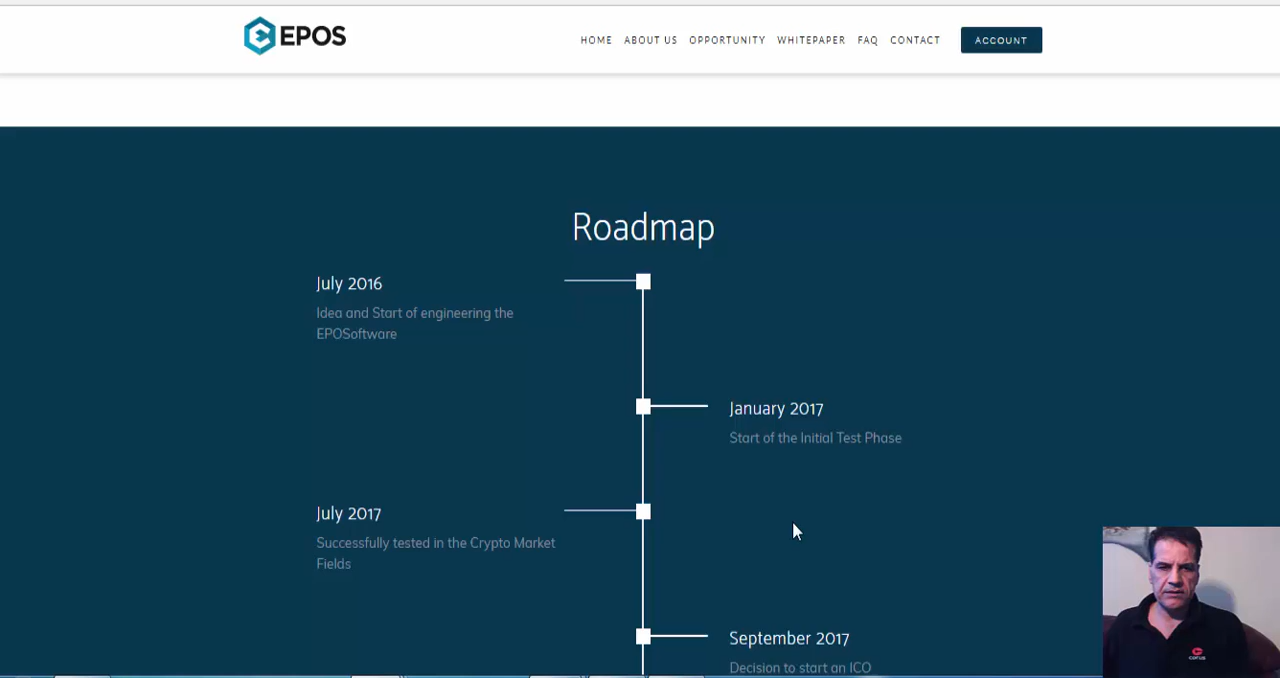 EPOS
HOME ABOUT US OPPORTUNITY WHITEPAPER FAQ CONTACT ACCOUNT
Roadmap
July 2016
Idea and Start of engineering the
EPOSoftware
January 2017
Start of the Initial Test Phase
July 2017
Successfully tested in the Crypto Market
Fields
September 2017
Decision to start an ICO